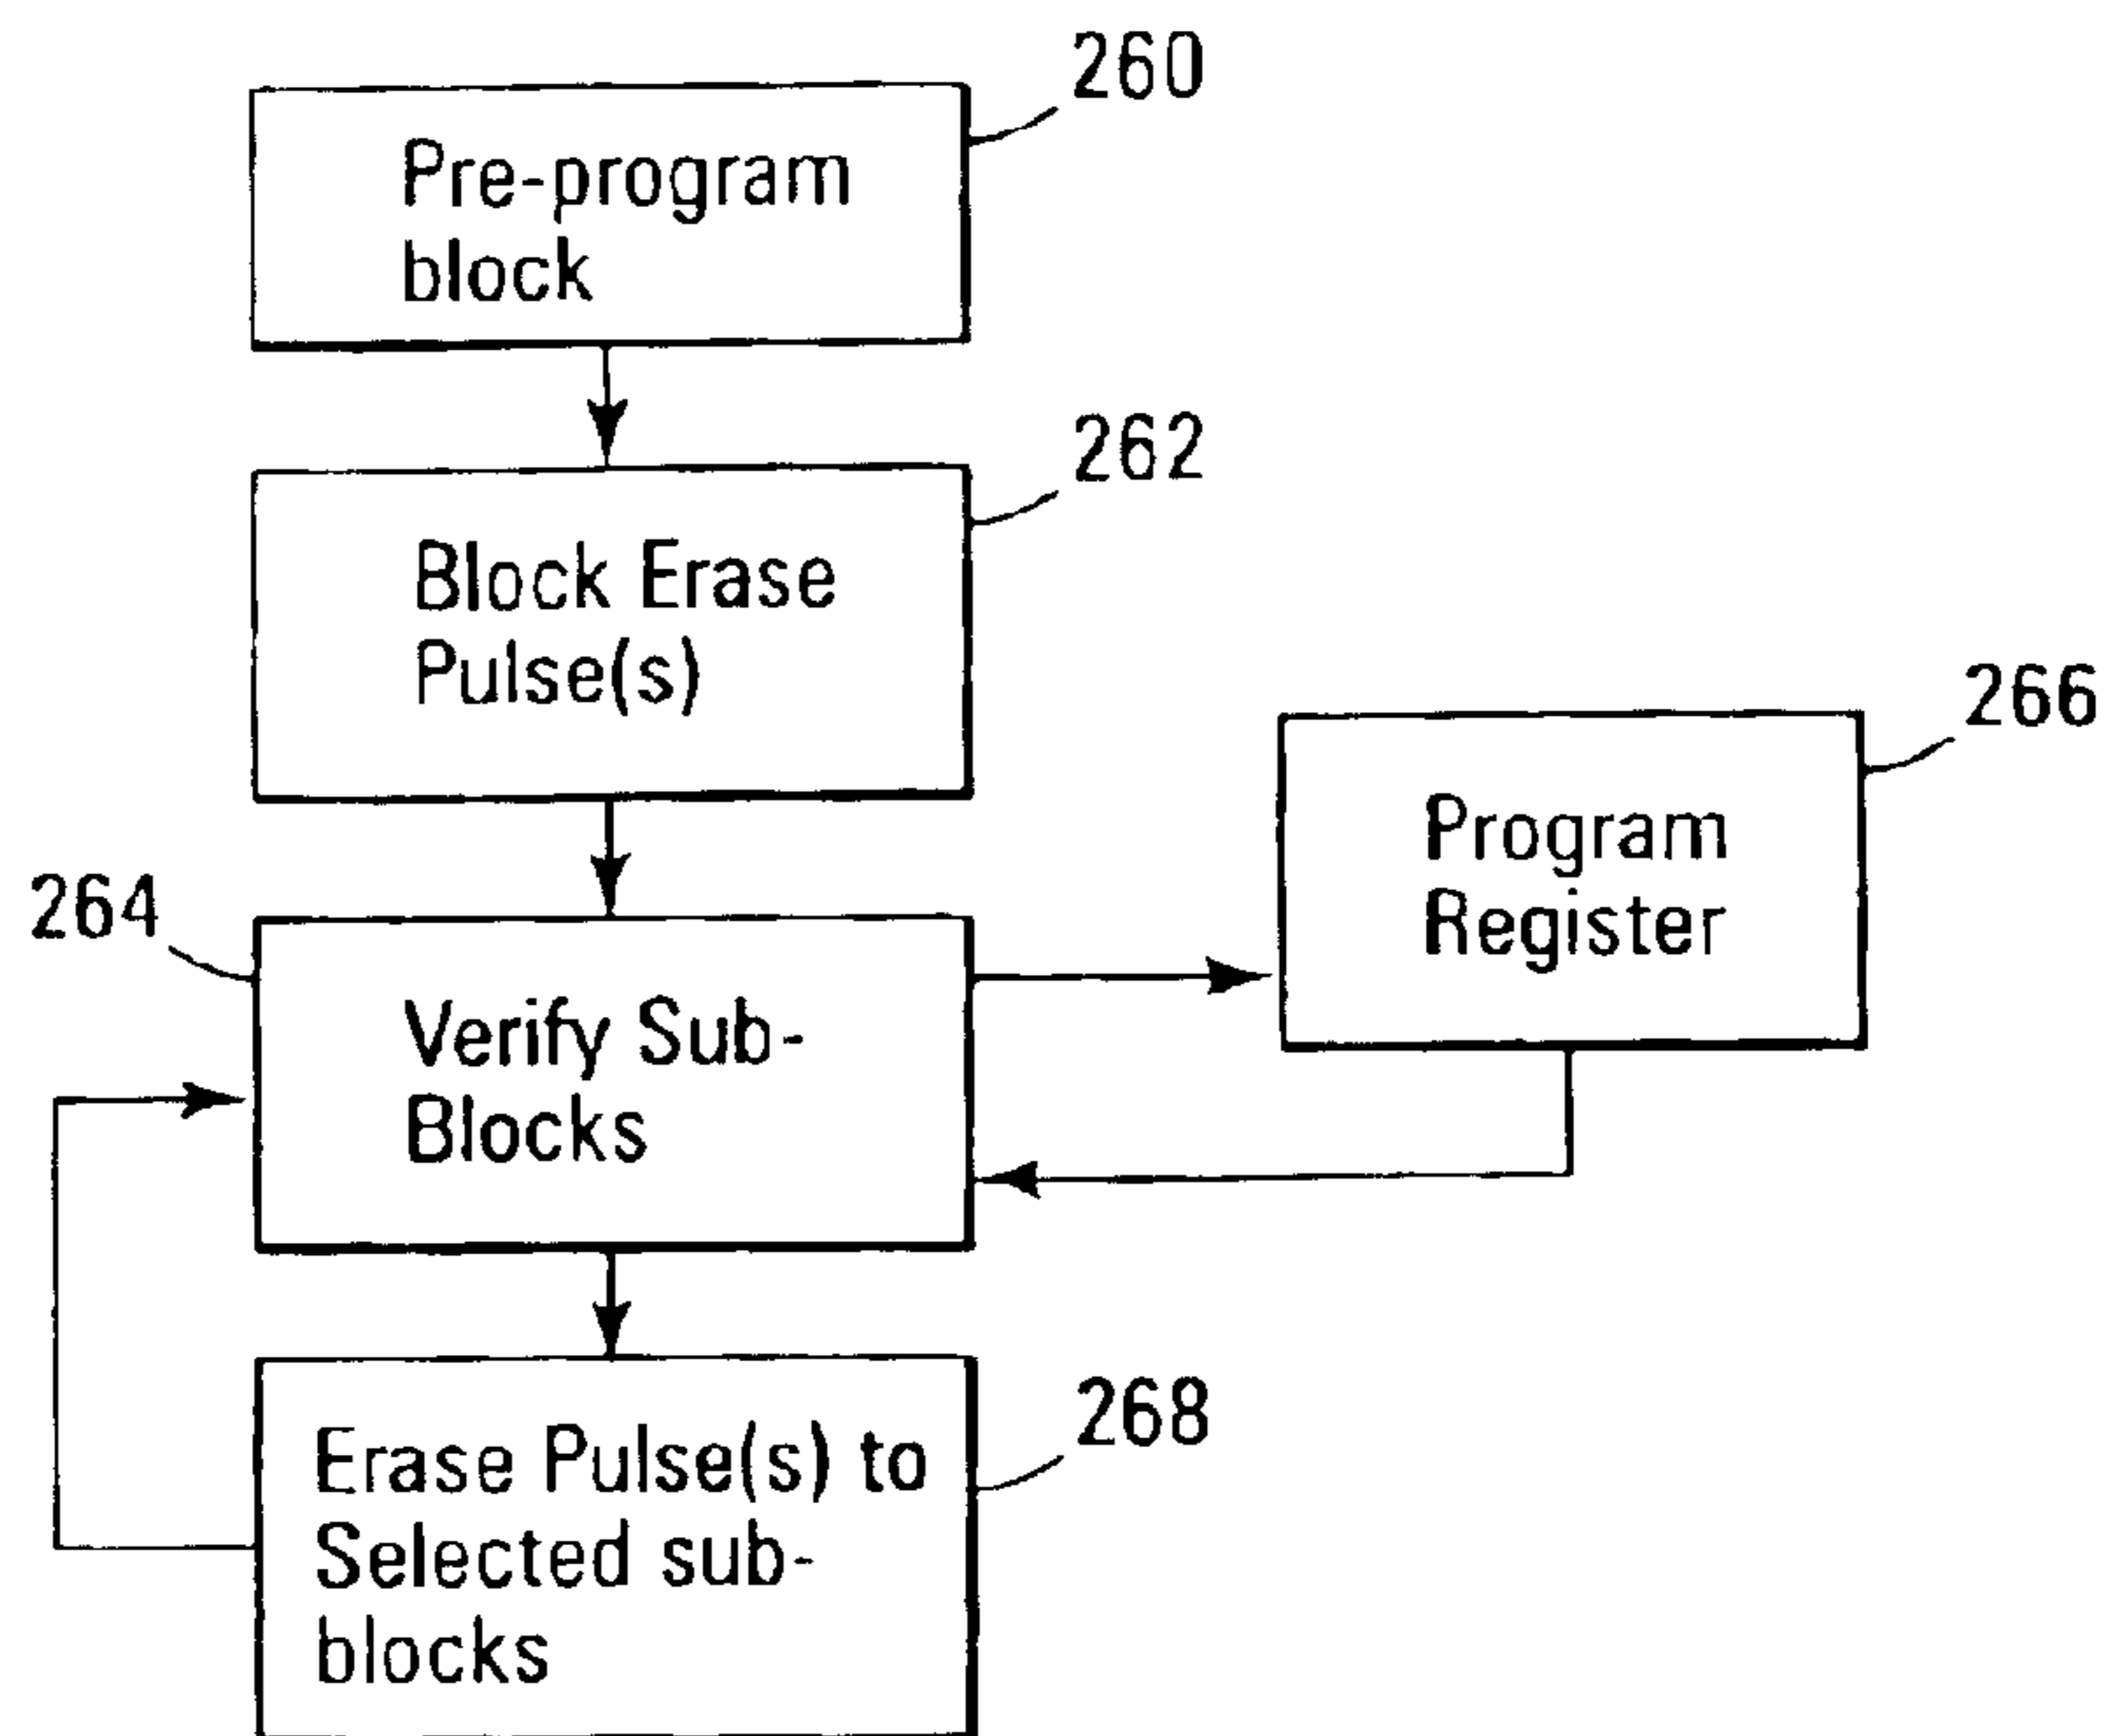 260
Pre-program
block
262
Block Erase
Pulse(s)
266
Program
Register
264
Verify Sub-
Blocks
268
Erase Pulse(s) to
Selected sub-
blocks